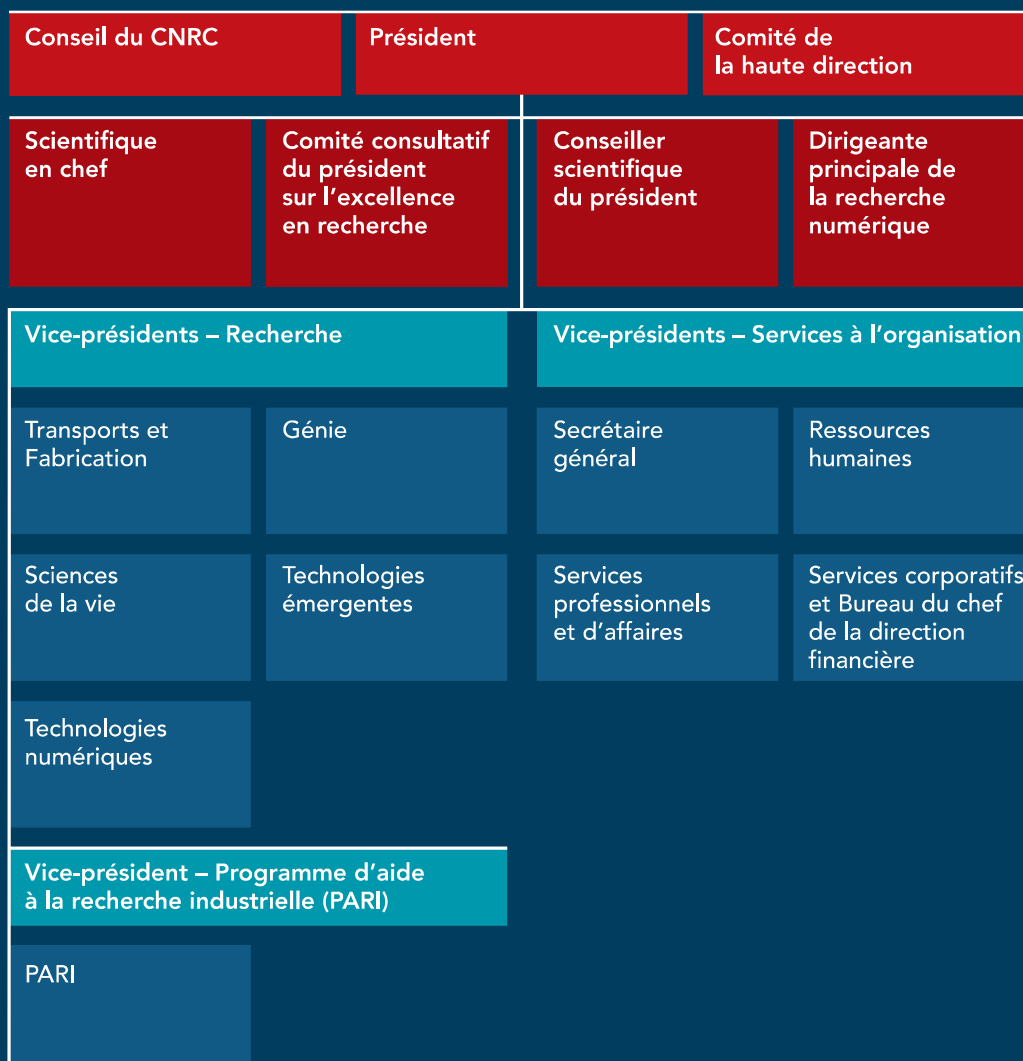 Conseil du CNRC
Président
Comité de
la haute direction
Scientifique
en chef
Comité consultatif
du président
sur l'excellence
en recherche
Conseiller
scientifique
du président
Dirigeante
principale de
la recherche
numérique
Vice-présidents – Recherche
Vice-présidents – Services à l'organisation
Transports et
Fabrication
Génie
Secrétaire
général
Ressources
humaines
Sciences
de la vie
Technologies
émergentes
Services
professionnels
et d'affaires
Services corporatifs
et Bureau du chef
de la direction
financière
Technologies
numériques
Vice-président – Programme d'aide
à la recherche industrielle (PARI)
PARI